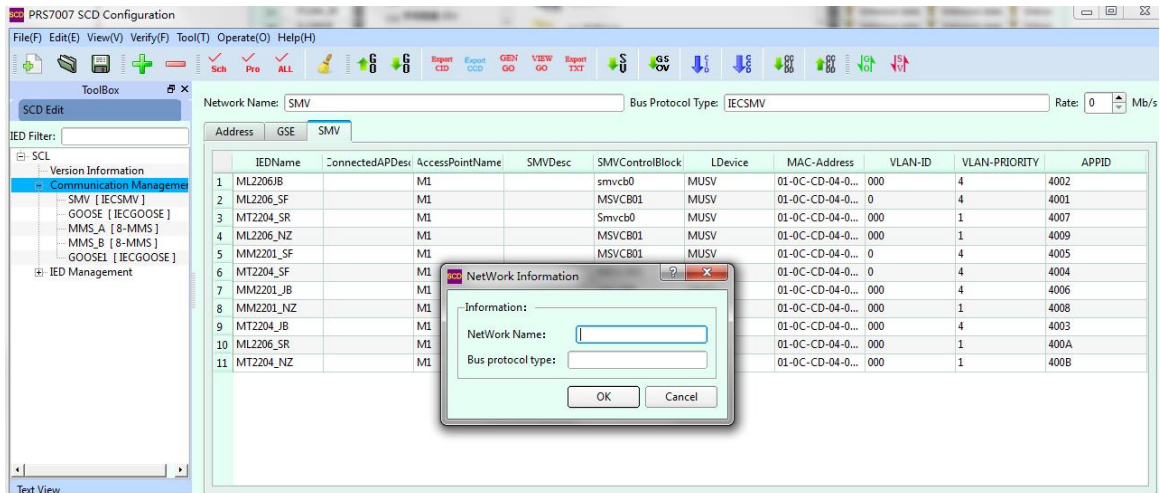 SCD PRS7007 SCD Configuration
File(F) Edit(E) View(V) Verify(F) Tool(T) Operate(O) Help(H)
Sch Pro ALL Export CID Export CCD GEN GO VIEW GO Export TXT
ToolBox
SCD Edit
IED Filter:
SCL
Version Information
Communication Managemer
SMV [ IECSMV ]
GOOSE [ IECGOOSE ]
MMS_A [ 8-MMS ]
MMS_B [ 8-MMS ]
GOOSE1 [ IECGOOSE ]
IED Management
Text View
Network Name: SMV Bus Protocol Type: IECSMV Rate: 0 Mb/s
Address GSE SMV
IEDName ConnectedAPDesc AccessPointName SMVDesc SMVControlBlock LDevice MAC-Address VLAN-ID VLAN-PRIORITY APPID
1 ML2206JB M1 smvcb0 MUSV 01-0C-CD-04-0... 000 4 4002
2 ML2206_SF M1 MSVCB01 MUSV 01-0C-CD-04-0... 0 4 4001
3 MT2204_SR M1 Smvcb0 MUSV 01-0C-CD-04-0... 000 1 4007
4 ML2206_NZ M1 MSVCB01 MUSV 01-0C-CD-04-0... 000 1 4009
5 MM2201_SF M1 MSVCB01 MUSV 01-0C-CD-04-0... 0 4 4005
6 MT2204_SF M1 01-0C-CD-04-0... 0 4 4004
7 MM2201_JB M1 01-0C-CD-04-0... 000 4 4006
8 MM2201_NZ M1 01-0C-CD-04-0... 000 1 4008
9 MT2204_JB M1 01-0C-CD-04-0... 000 4 4003
10 ML2206_SR M1 01-0C-CD-04-0... 000 1 400A
11 MT2204_NZ M1 01-0C-CD-04-0... 000 1 400B
SCD NetWork Information
Information:
NetWork Name:
Bus protocol type:
OK Cancel